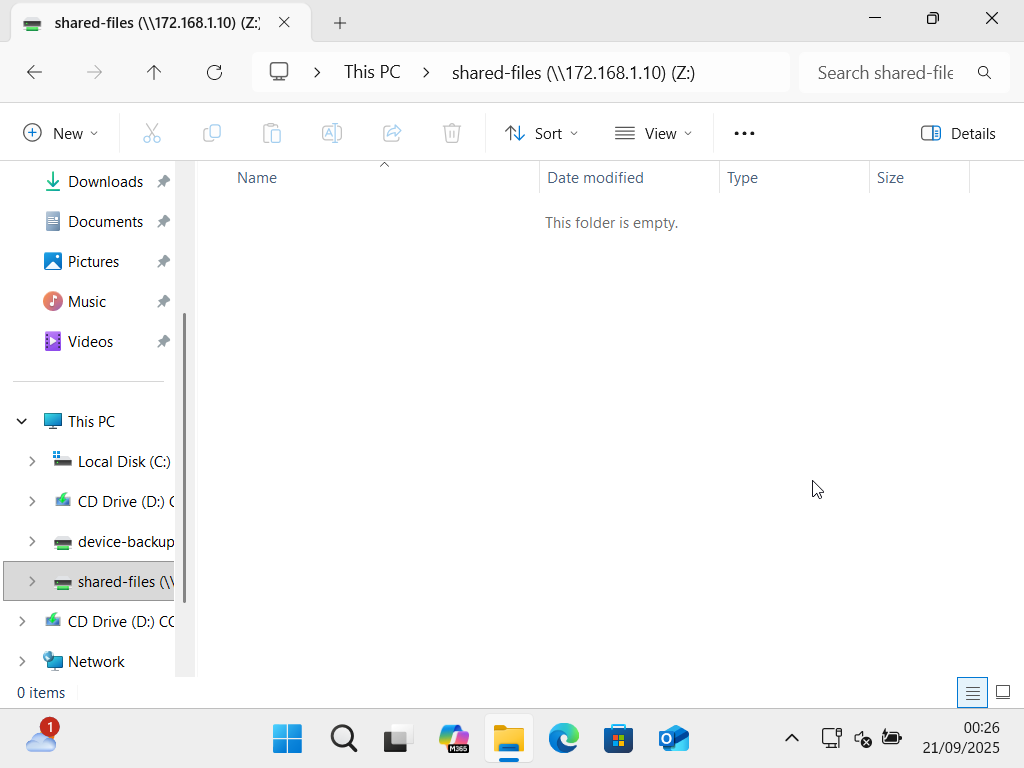 shared-files (\\172.168.1.10) (Z:)
This PC > shared-files (\\172.168.1.10) (Z:)
Search shared-file
New
Sort
View
Details
Name
Date modified
Type
Size
This folder is empty.
Downloads
Documents
Pictures
Music
Videos
This PC
Local Disk (C:)
CD Drive (D:) C
device-backup
shared-files (\\
CD Drive (D:) CC
Network
0 items
1
M365
00:26
21/09/2025